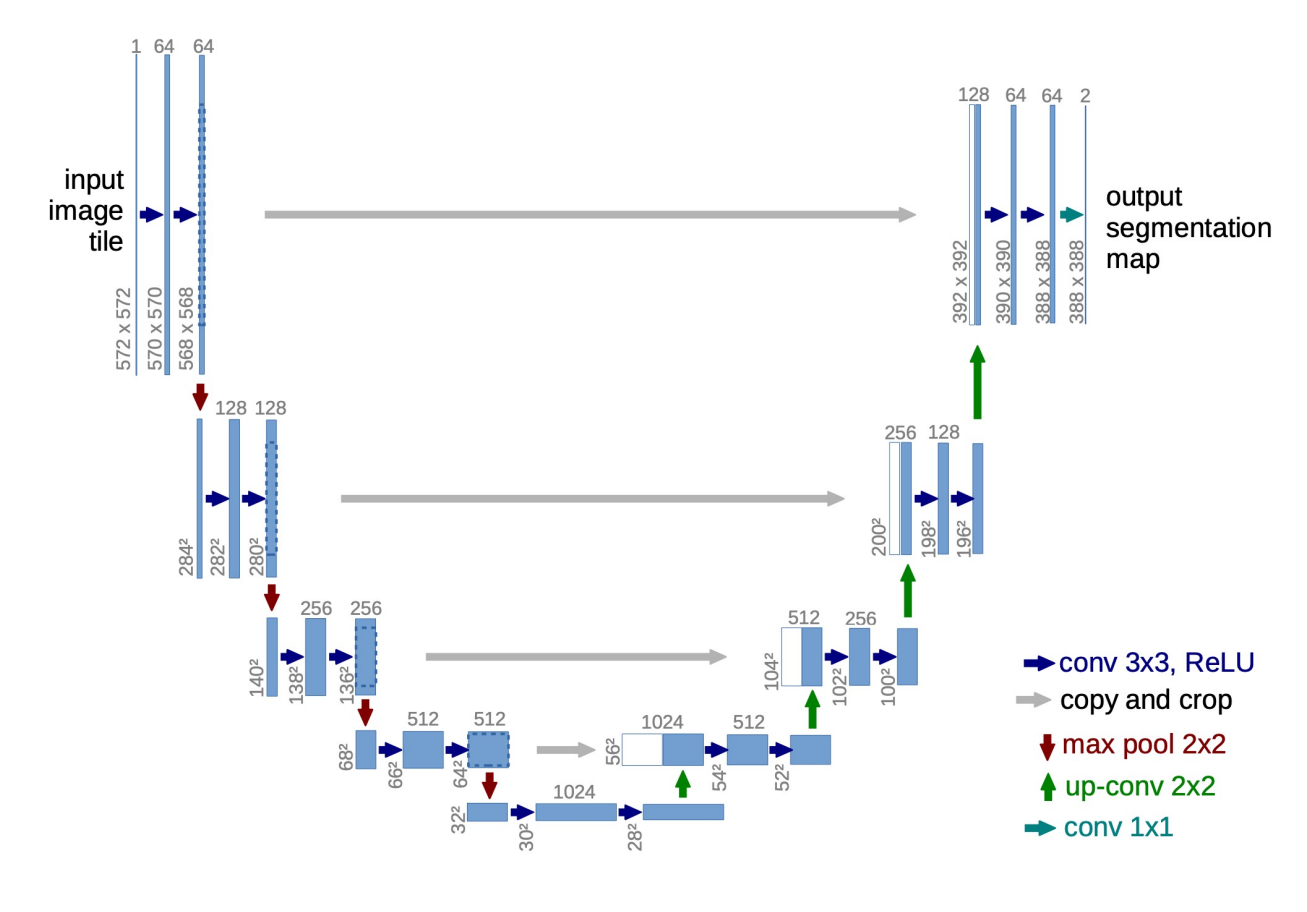 1 64 64
input
image
tile
572 x 572
570 x 570
568 x 568
128 64 64 2
output
segmentation
map
392 x 392
390 x 390
388 x 388
388 x 388
128 128
284²
282²
280²
256 128
200²
198²
196²
256 256
140²
138²
136²
512 256
104²
102²
100²
512 512
68²
66²
64²
1024 512
56²
54²
52²
1024
32²
30²
28²
conv 3x3, ReLU
copy and crop
max pool 2x2
up-conv 2x2
conv 1x1